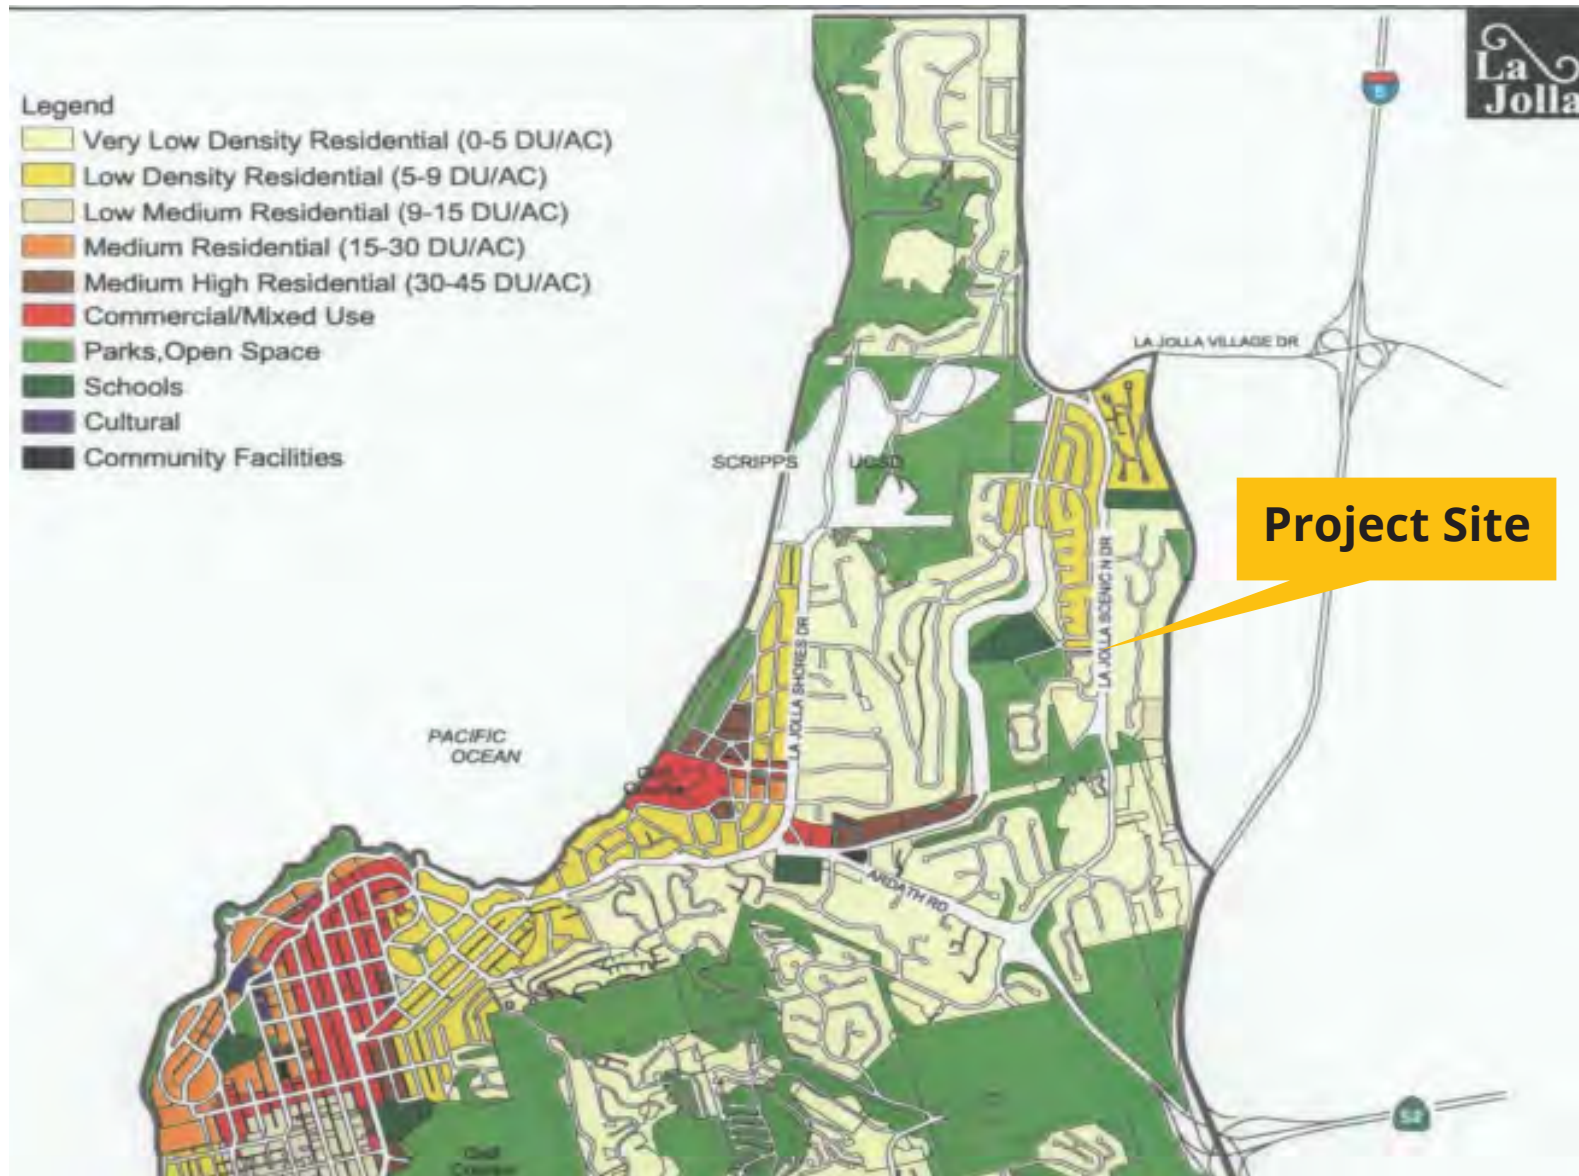 Legend
Very Low Density Residential (0-5 DU/AC)
Low Density Residential (5-9 DU/AC)
Low Medium Residential (9-15 DU/AC)
Medium Residential (15-30 DU/AC)
Medium High Residential (30-45 DU/AC)
Commercial/Mixed Use
Parks,Open Space
Schools
Cultural
Community Facilities
La
Jolla
5
LA JOLLA VILLAGE DR
SCRIPPS
UCSD
Project Site
LA JOLLA SCENIC N DR
LA JOLLA SHORES DR
PACIFIC
OCEAN
ARDATH RD
52